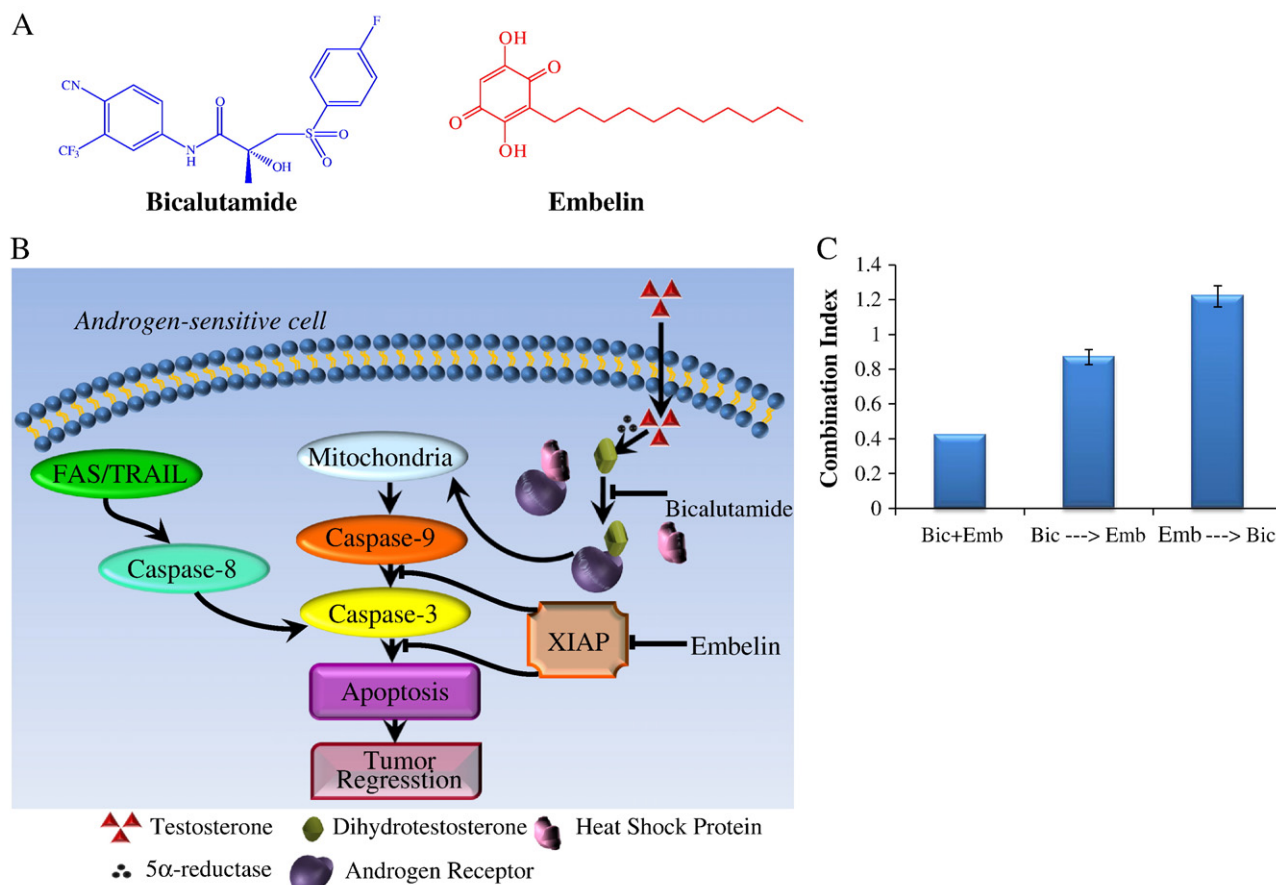 A
F
CN
CF3
O
N
H
OH
S
O
O
Bicalutamide
OH
O
O
OH
Embelin
B
Androgen-sensitive cell
FAS/TRAIL
Mitochondria
Bicalutamide
Caspase-9
Caspase-8
Caspase-3
XIAP
Embelin
Apoptosis
Tumor
Regresstion
Testosterone
Dihydrotestosterone
Heat Shock Protein
5α-reductase
Androgen Receptor
C
Combination Index
1.4
1.2
1
0.8
0.6
0.4
0.2
0
Bic+Emb
Bic ---> Emb
Emb ---> Bic